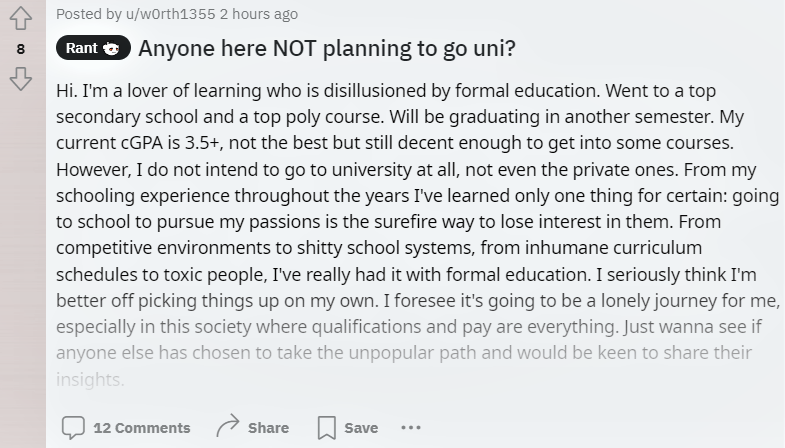 Posted by u/w0rth1355 2 hours ago
8
Rant Anyone here NOT planning to go uni?
Hi. I'm a lover of learning who is disillusioned by formal education. Went to a top
secondary school and a top poly course. Will be graduating in another semester. My
current cGPA is 3.5+, not the best but still decent enough to get into some courses.
However, I do not intend to go to university at all, not even the private ones. From my
schooling experience throughout the years I've learned only one thing for certain: going
to school to pursue my passions is the surefire way to lose interest in them. From
competitive environments to shitty school systems, from inhumane curriculum
schedules to toxic people, I've really had it with formal education. I seriously think I'm
better off picking things up on my own. I foresee it's going to be a lonely journey for me,
especially in this society where qualifications and pay are everything. Just wanna see if
anyone else has chosen to take the unpopular path and would be keen to share their
insights.
12 Comments Share Save